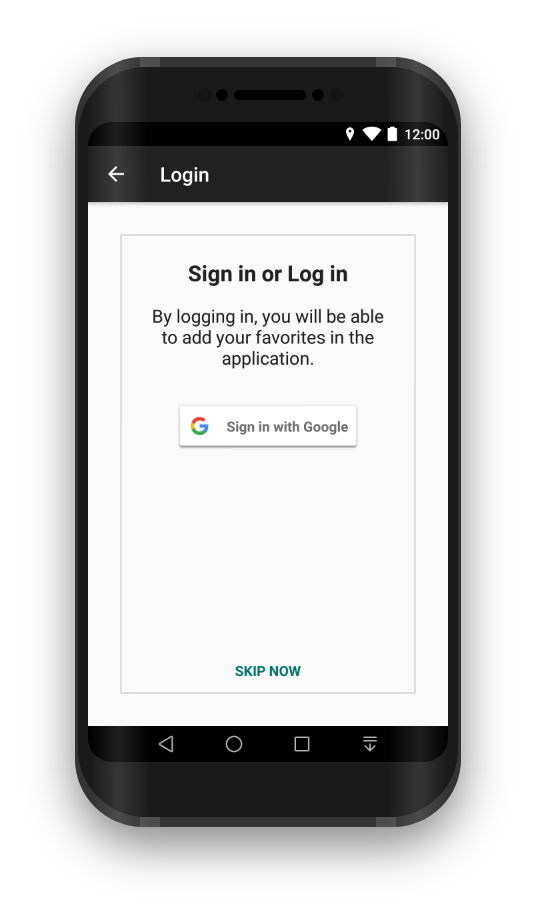 12:00
Login
Sign in or Log in
By logging in, you will be able
to add your favorites in the
application.
Sign in with Google
SKIP NOW